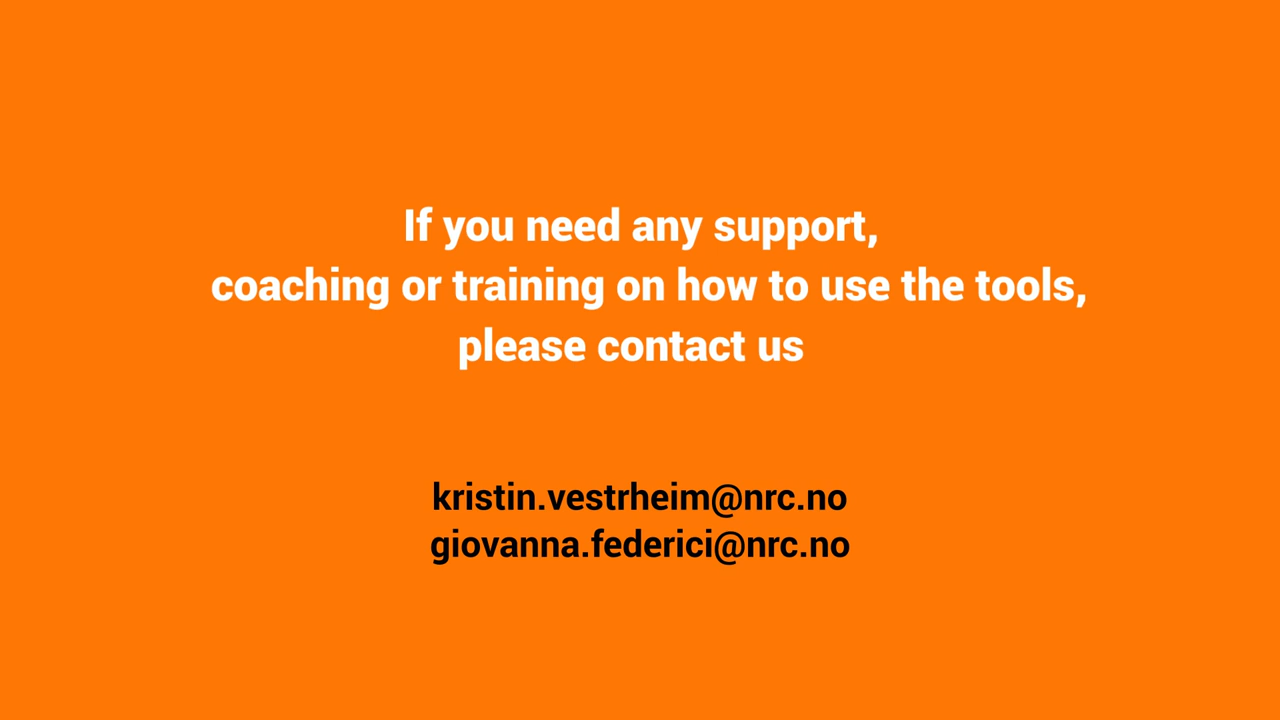 If you need any support,
coaching or training on how to use the tools,
please contact us
kristin.vestrheim@nrc.no
giovanna.federici@nrc.no